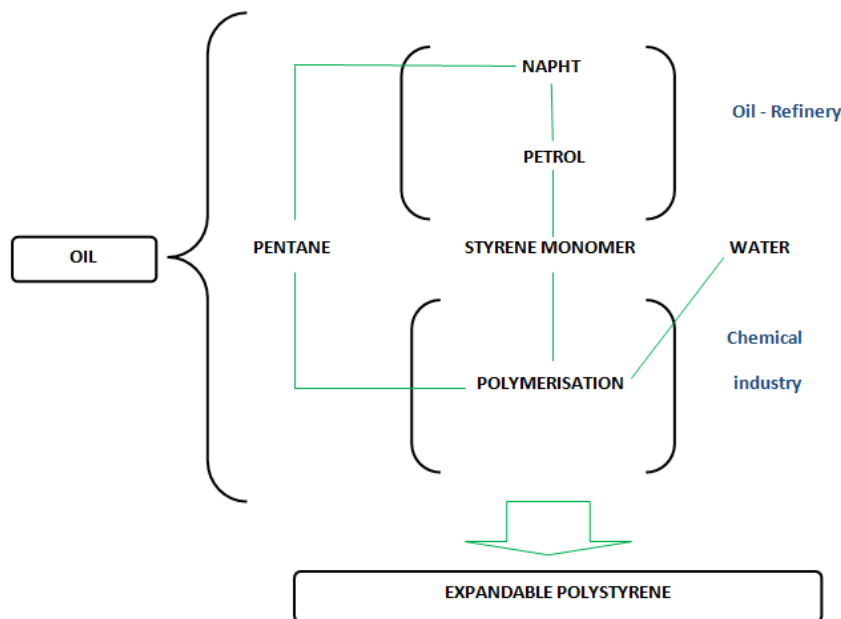 NAPHT
Oil - Refinery
PETROL
OIL
PENTANE
STYRENE MONOMER
WATER
Chemical
industry
POLYMERISATION
EXPANDABLE POLYSTYRENE